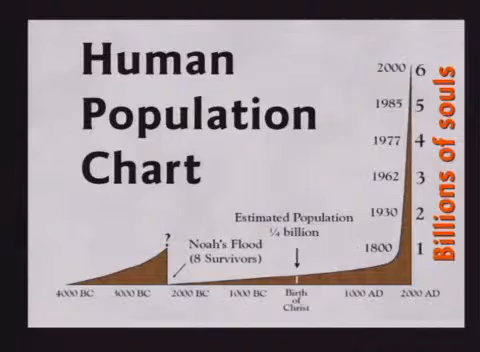 Human
Population
Chart
2000 6
1985 5
1977 4
1962 3
1930 2
1800 1
Billions of souls
?
Noah's Flood
(8 Survivors)
Estimated Population
¼ billion
4000 BC 3000 BC 2000 BC 1000 BC Birth of Christ 1000 AD 2000 AD